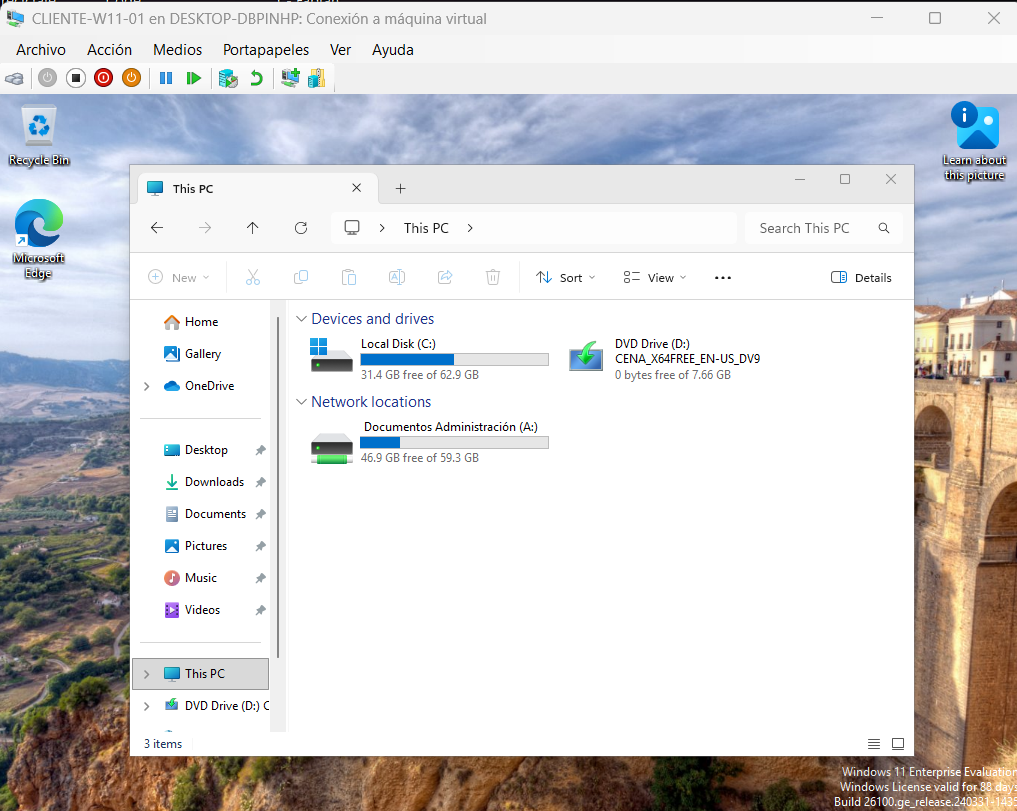 CLIENTE-W11-01 en DESKTOP-DBPINHP: Conexión a máquina virtual
Archivo Acción Medios Portapapeles Ver Ayuda
Recycle Bin
Learn about
this picture
Microsoft
Edge
This PC
This PC
Search This PC
New
Sort
View
Details
Home
Gallery
OneDrive
Desktop
Downloads
Documents
Pictures
Music
Videos
This PC
DVD Drive (D:) C
Devices and drives
Local Disk (C:)
31.4 GB free of 62.9 GB
DVD Drive (D:)
CENA_X64FREE_EN-US_DV9
0 bytes free of 7.66 GB
Network locations
Documentos Administración (A:)
46.9 GB free of 59.3 GB
3 items
Windows 11 Enterprise Evaluation
Windows License valid for 88 days
Build 26100.ge_release.240331-1435